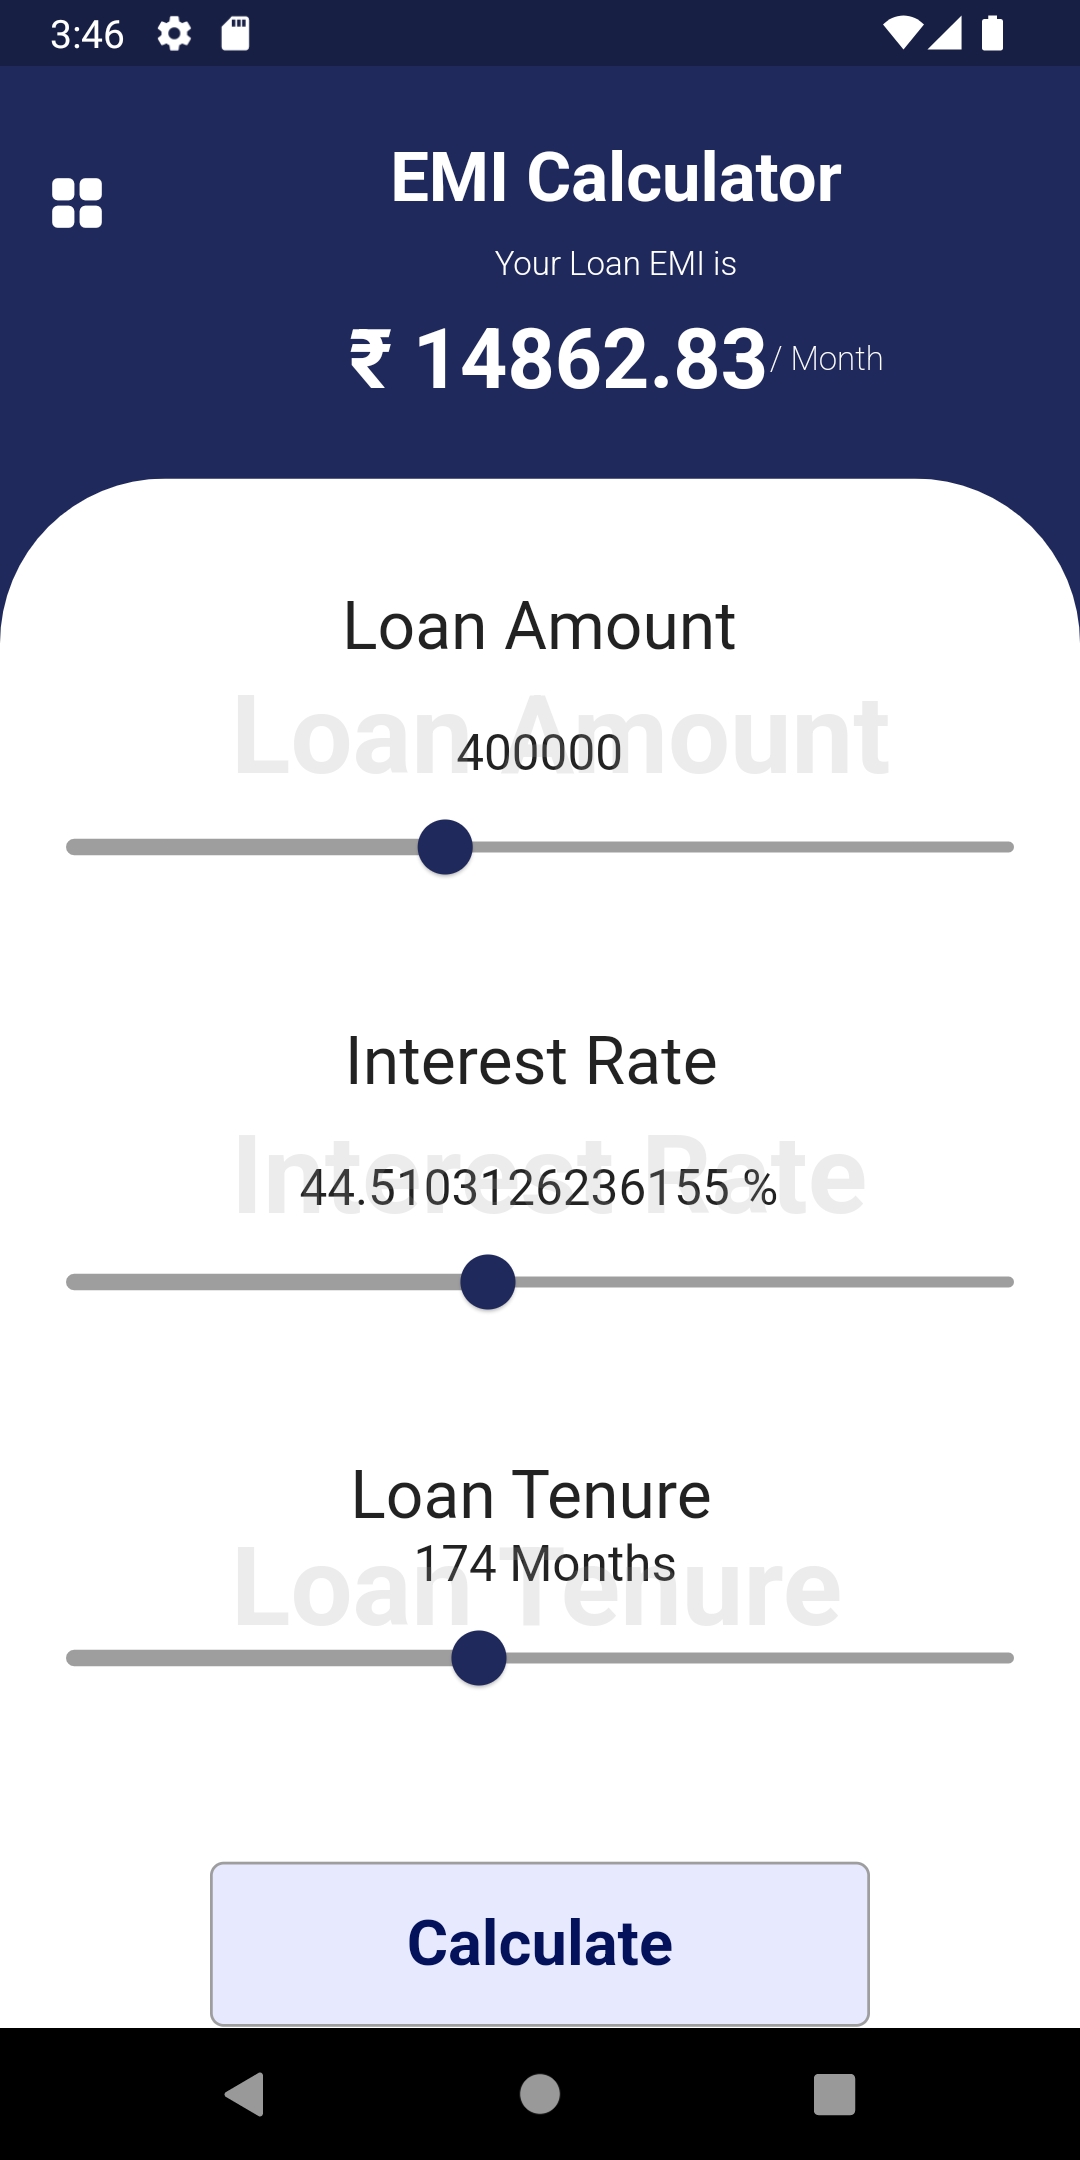 3:46
EMI Calculator
Your Loan EMI is
₹ 14862.83 / Month
Loan Amount
Loan Amount
400000
Interest Rate
Interest Rate
44.5103126236155 %
Loan Tenure
174 Months
Loan Tenure
Calculate